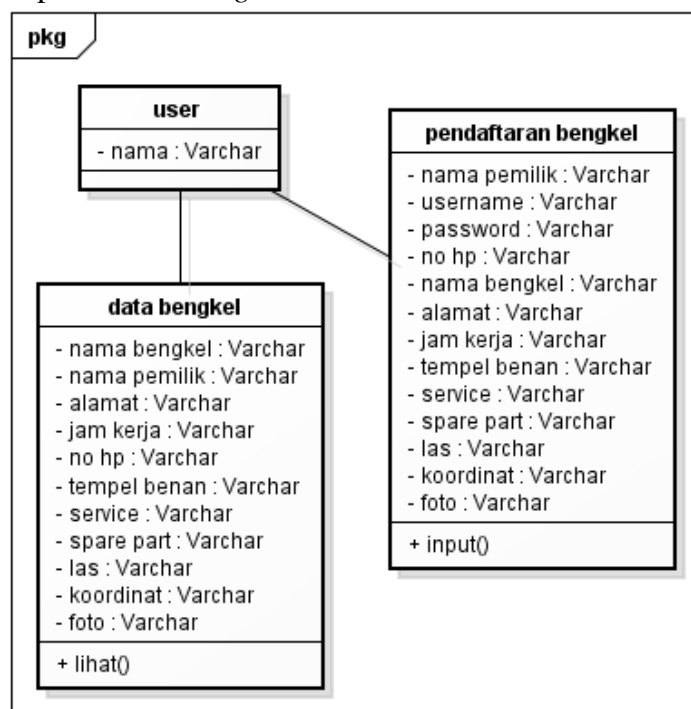 pkg
user
- nama : Varchar
pendaftaran bengkel
- nama pemilik : Varchar
- username : Varchar
- password : Varchar
- no hp : Varchar
- nama bengkel : Varchar
- alamat : Varchar
- jam kerja : Varchar
- tempel benan : Varchar
- service : Varchar
- spare part : Varchar
- las : Varchar
- koordinat : Varchar
- foto : Varchar
+ input()
data bengkel
- nama bengkel : Varchar
- nama pemilik : Varchar
- alamat : Varchar
- jam kerja : Varchar
- no hp : Varchar
- tempel benan : Varchar
- service : Varchar
- spare part : Varchar
- las : Varchar
- koordinat : Varchar
- foto : Varchar
+ lihat()